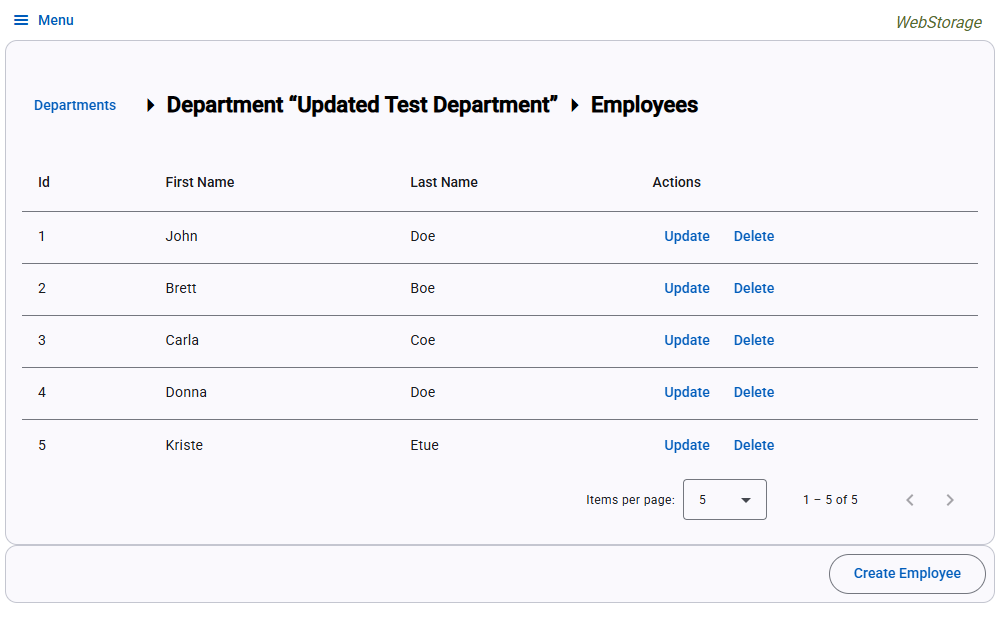 Menu
WebStorage
Departments Department “Updated Test Department” Employees
Id First Name Last Name Actions
1 John Doe Update Delete
2 Brett Boe Update Delete
3 Carla Coe Update Delete
4 Donna Doe Update Delete
5 Kriste Etue Update Delete
Items per page: 5 1 – 5 of 5
Create Employee